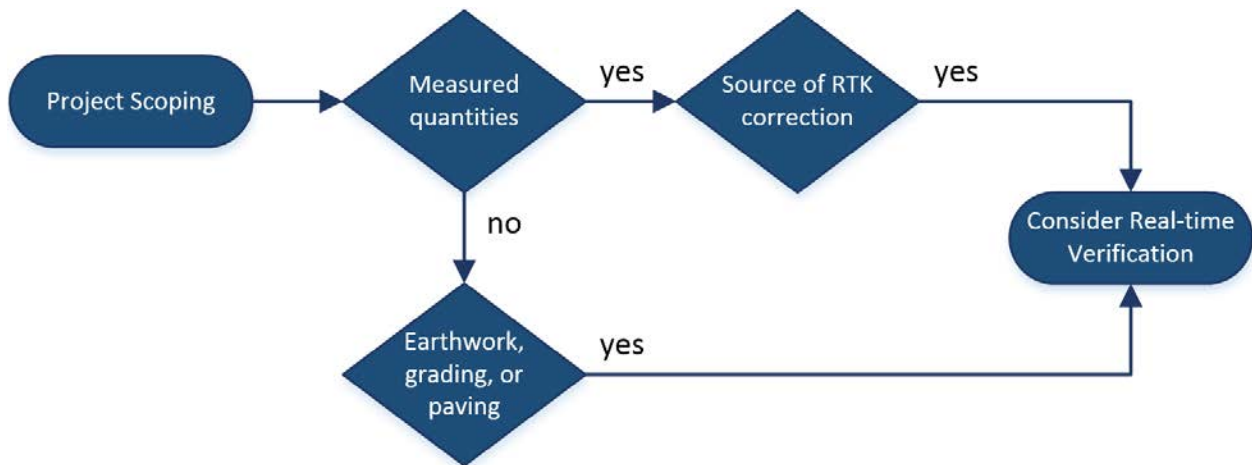 Project Scoping
Measured
quantities
yes
Source of RTK
correction
yes
no
Consider Real-time
Verification
Earthwork,
grading, or
paving
yes